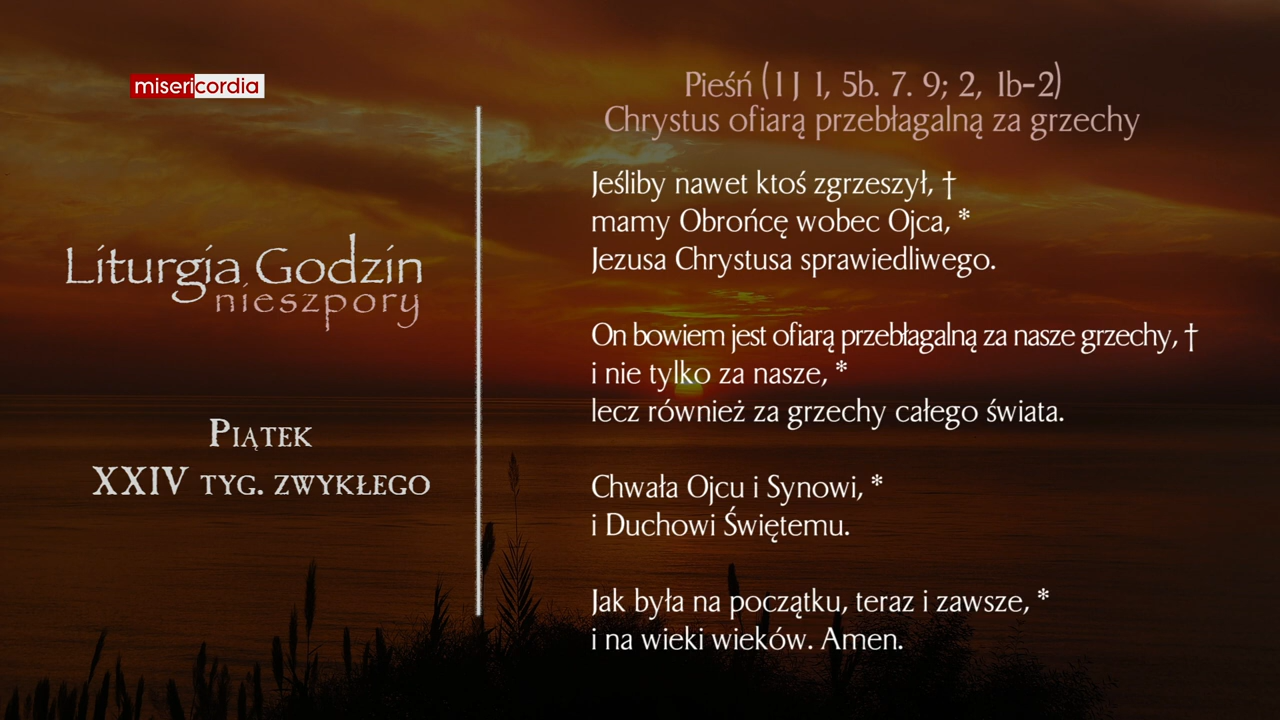 misericordia
Liturgia Godzin
nieszpory
Piątek
XXIV tyg. zwykłego
Pieśń (1 J 1, 5b. 7. 9; 2, 1b-2)
Chrystus ofiarą przebłagalną za grzechy
Jeśliby nawet ktoś zgrzeszył, †
mamy Obrońcę wobec Ojca, *
Jezusa Chrystusa sprawiedliwego.
On bowiem jest ofiarą przebłagalną za nasze grzechy, †
i nie tylko za nasze, *
lecz również za grzechy całego świata.
Chwała Ojcu i Synowi, *
i Duchowi Świętemu.
Jak była na początku, teraz i zawsze, *
i na wieki wieków. Amen.